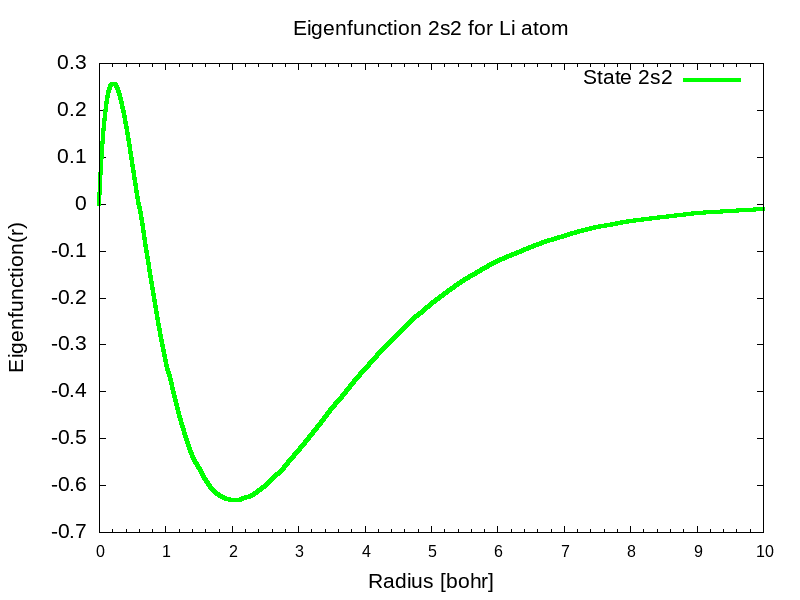 Eigenfunction 2s2 for Li atom
State 2s2
0.3
0.2
0.1
0
-0.1
-0.2
-0.3
-0.4
-0.5
-0.6
-0.7
Eigenfunction(r)
0 1 2 3 4 5 6 7 8 9 10
Radius [bohr]